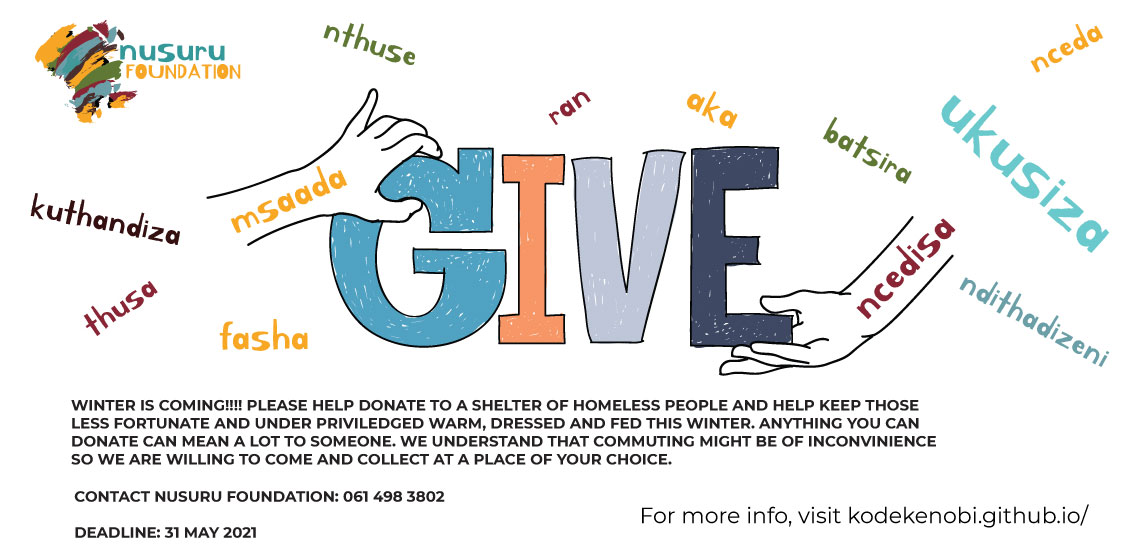 nusuru
FOUNDATION
nthuse
nceda
ran
aka
ukusiza
batsira
msaada
kuthandiza
ncedisa
thusa
fasha
ndithadizeni
GIVE
WINTER IS COMING!!!! PLEASE HELP DONATE TO A SHELTER OF HOMELESS PEOPLE AND HELP KEEP THOSE
LESS FORTUNATE AND UNDER PRIVILEDGED WARM, DRESSED AND FED THIS WINTER. ANYTHING YOU CAN
DONATE CAN MEAN A LOT TO SOMEONE. WE UNDERSTAND THAT COMMUTING MIGHT BE OF INCONVINIENCE
SO WE ARE WILLING TO COME AND COLLECT AT A PLACE OF YOUR CHOICE.
CONTACT NUSURU FOUNDATION: 061 498 3802
DEADLINE: 31 MAY 2021
For more info, visit kodekenobi.github.io/